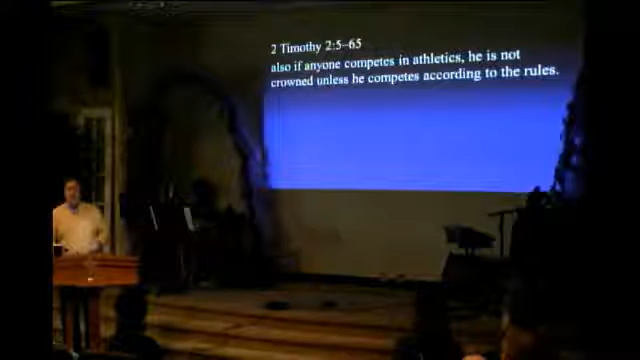 2 Timothy 2:5–65
also if anyone competes in athletics, he is not
crowned unless he competes according to the rules.